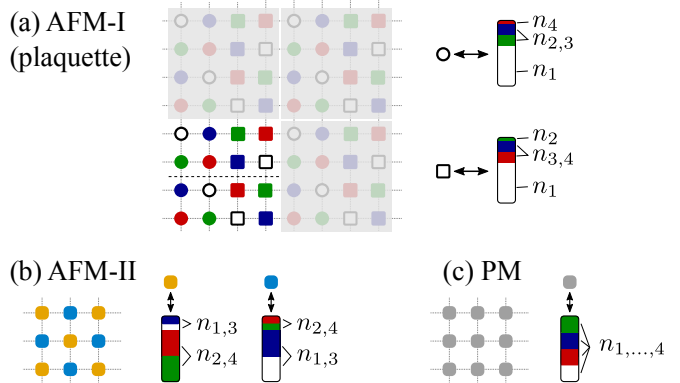 (a) AFM-I
(plaquette)
n₄
n₂,₃
n₁
n₂
n₃,₄
n₁
(b) AFM-II
n₁,₃
n₂,₄
n₂,₄
n₁,₃
(c) PM
n₁,...,₄